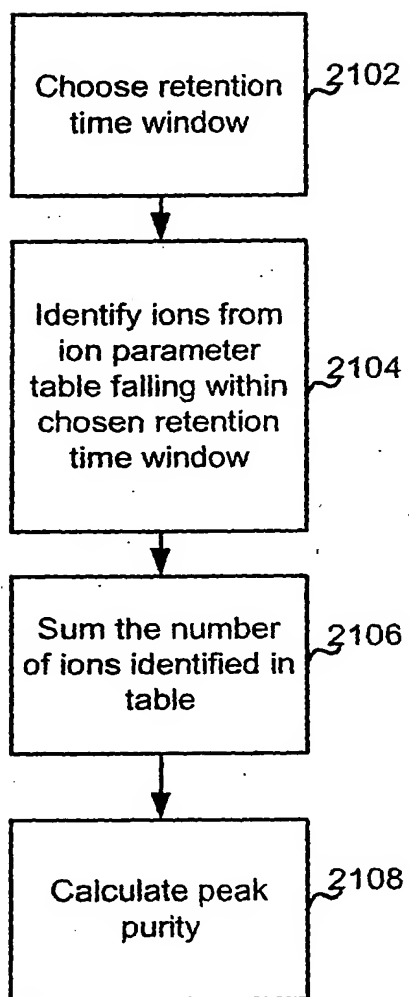 Choose retention
time window
2102
Identify ions from
ion parameter
table falling within
chosen retention
time window
2104
Sum the number
of ions identified in
table
2106
Calculate peak
purity
2108